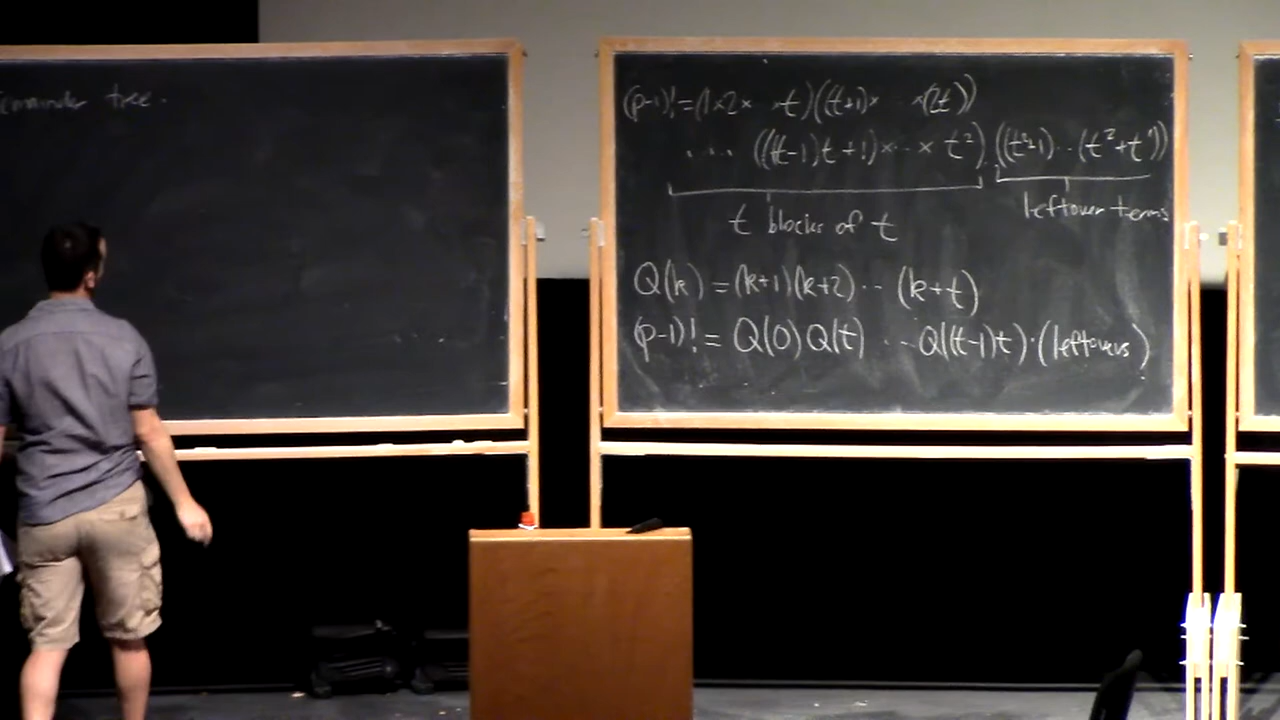 remainder tree.
(p-1)! = (1×2× ×t)((t+1)× ·· ×(2t))
···· (((t-1)t+1)×··× t²) ((t²+1)··(t²+t'))
leftover terms
t blocks of t
Q(k) = (k+1)(k+2)··· (k+t)
(p-1)! = Q(0) Q(t) ··· Q((t-1)t)·(leftovers)